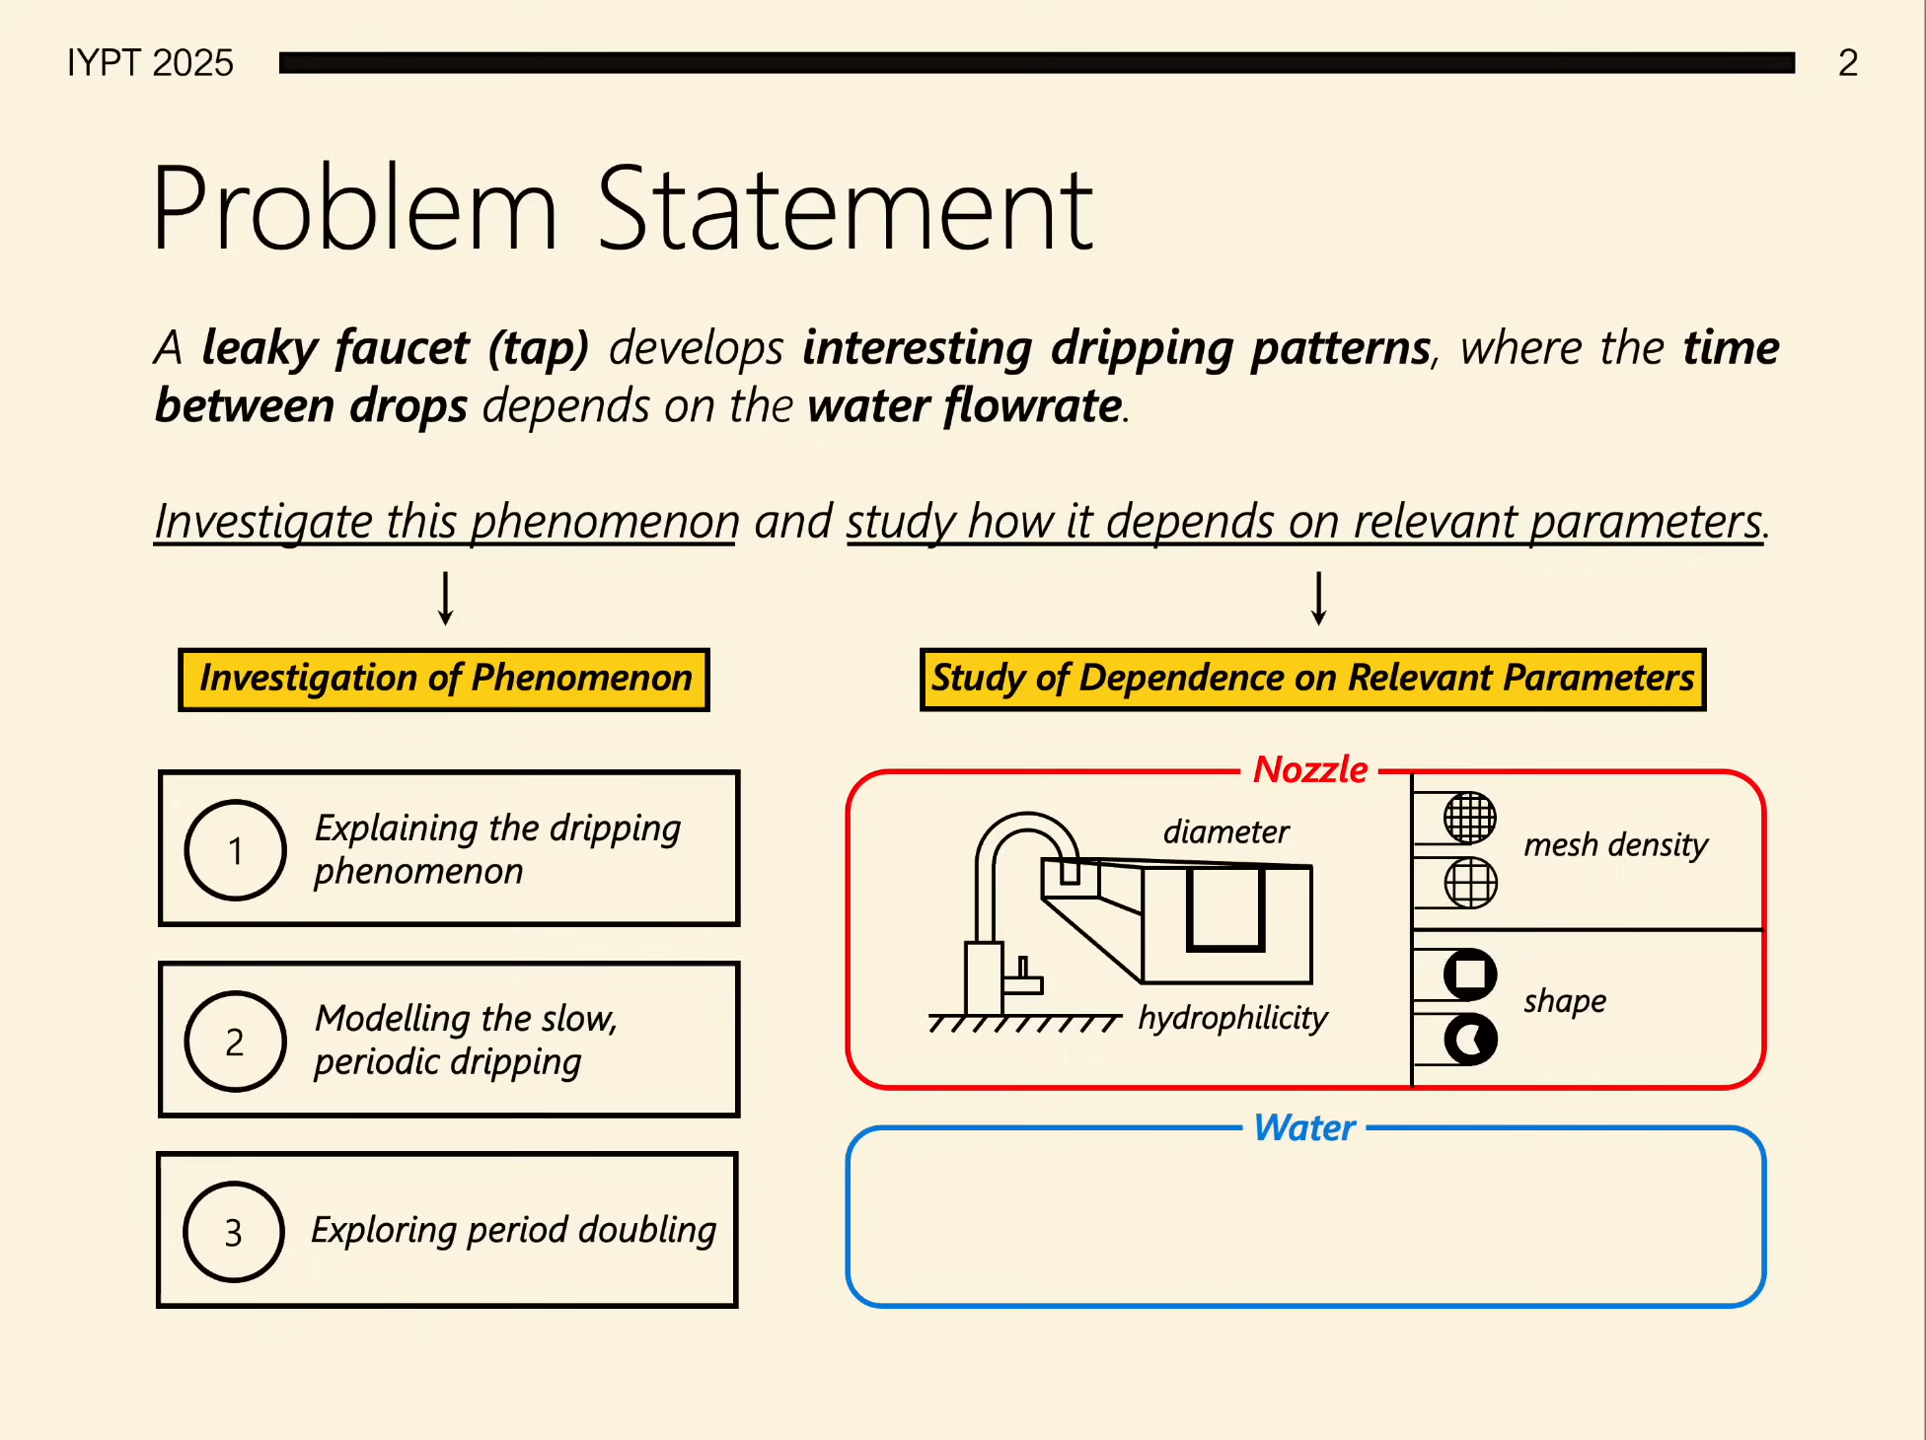 IYPT 2025
2
Problem Statement
A leaky faucet (tap) develops interesting dripping patterns, where the time
between drops depends on the water flowrate.
Investigate this phenomenon and study how it depends on relevant parameters.
Investigation of Phenomenon
Study of Dependence on Relevant Parameters
1
Explaining the dripping
phenomenon
2
Modelling the slow,
periodic dripping
3
Exploring period doubling
Nozzle
diameter
hydrophilicity
mesh density
shape
Water